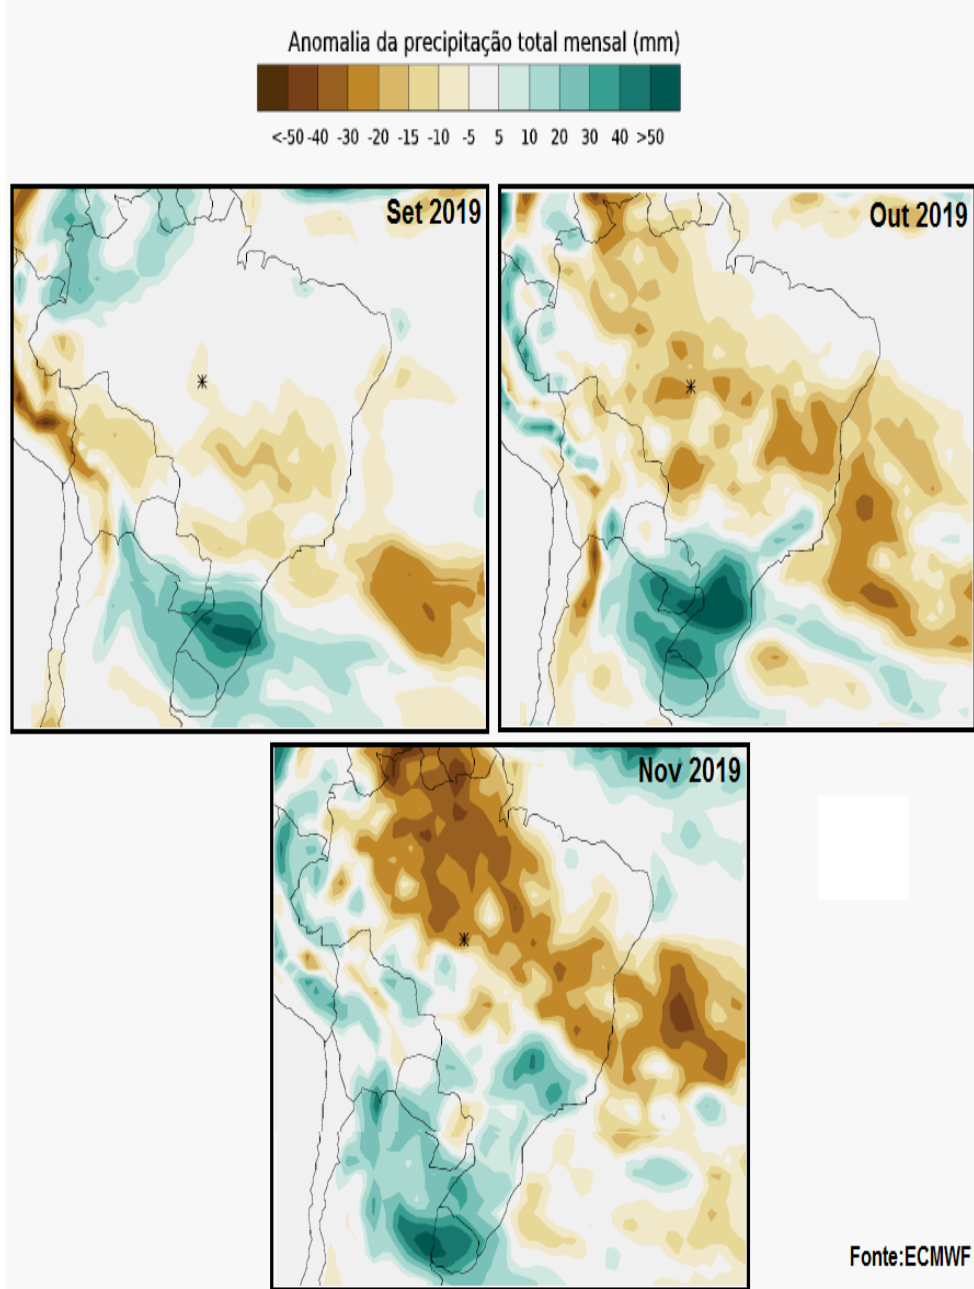 Anomalia da precipitação total mensal (mm)
<-50 -40 -30 -20 -15 -10 -5 5 10 20 30 40 >50
Set 2019
Out 2019
Nov 2019
Fonte:ECMWF